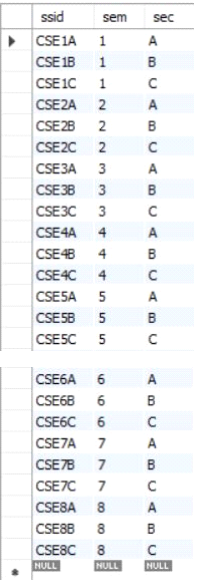 ssid sem sec
CSE1A 1 A
CSE1B 1 B
CSE1C 1 C
CSE2A 2 A
CSE2B 2 B
CSE2C 2 C
CSE3A 3 A
CSE3B 3 B
CSE3C 3 C
CSE4A 4 A
CSE4B 4 B
CSE4C 4 C
CSE5A 5 A
CSE5B 5 B
CSE5C 5 C
CSE6A 6 A
CSE6B 6 B
CSE6C 6 C
CSE7A 7 A
CSE7B 7 B
CSE7C 7 C
CSE8A 8 A
CSE8B 8 B
CSE8C 8 C
NULL NULL NULL